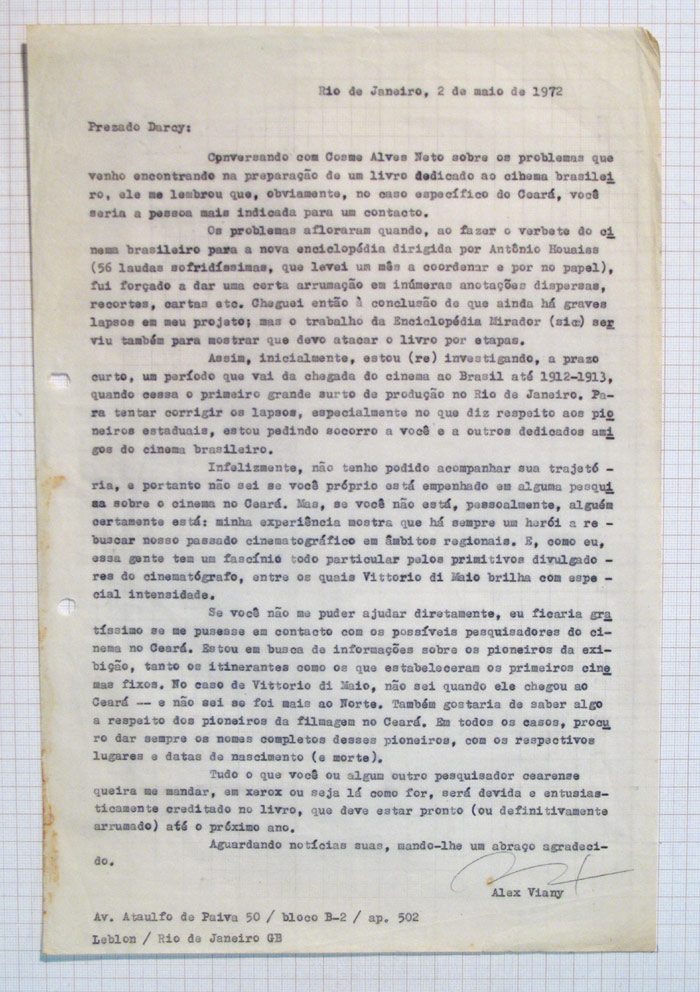 Rio de Janeiro, 2 de maio de 1972
Prezado Darcy:
Conversando com Cosme Alves Neto sobre os problemas que
venho encontrando na preparação de um livro dedicado ao cinema brasilei
ro, ele me lembrou que, obviamente, no caso específico do Ceará, você
seria a pessoa mais indicada para um contacto.
Os problemas afloraram quando, ao fazer o verbete do ci
nema brasileiro para a nova enciclopédia dirigida por Antônio Houaiss
(56 laudas sofridíssimas, que levei um mês a coordenar e por no papel),
fui forçado a dar uma certa arrumação em inúmeras anotações dispersas,
recortes, cartas etc. Cheguei então à conclusão de que ainda há graves
lapsos em meu projeto; mas o trabalho da Enciclopédia Mirador (sic) ser
viu também para mostrar que devo atacar o livro por etapas.
Assim, inicialmente, estou (re) investigando, a prazo
curto, um período que vai da chegada do cinema ao Brasil até 1912-1913,
quando cessa o primeiro grande surto de produção no Rio de Janeiro. Pa-
ra tentar corrigir os lapsos, especialmente no que diz respeito aos pio
neiros estaduais, estou pedindo socorro a você e a outros dedicados ami
gos do cinema brasileiro.
Infelizmente, não tenho podido acompanhar sua trajetó -
ria, e portanto não sei se você próprio está empenhado em alguma pesqui
sa sobre o cinema no Ceará. Mas, se você não está, pessoalmente, alguém
certamente está: minha experiência mostra que há sempre um herói a re -
buscar nosso passado cinematográfico em âmbitos regionais. E, como eu,
essa gente tem um fascínio todo particular pelos primitivos divulgado -
res do cinematógrafo, entre os quais Vittorio di Maio brilha com espe -
cial intensidade.
Se você não me puder ajudar diretamente, eu ficaria gra
tíssimo se me pusesse em contacto com os possíveis pesquisadores do ci-
nema no Ceará. Estou em busca de informações sobre os pioneiros da exi-
bição, tanto os itinerantes como os que estabeleceram os primeiros cine
mas fixos. No caso de Vittorio di Maio, não sei quando ele chegou ao
Ceará -- e não sei se foi mais ao Norte. Também gostaria de saber algo
a respeito dos pioneiros da filmagem no Ceará. Em todos os casos, procu
ro dar sempre os nomes completos desses pioneiros, com os respectivos
lugares e datas de nascimento (e morte).
Tudo o que você ou algum outro pesquisador cearense
queira me mandar, em xerox ou seja lá como for, será devida e entusias-
ticamente creditado no livro, que deve estar pronto (ou definitivamente
arrumado) até o próximo ano.
Aguardando notícias suas, mando-lhe um abraço agradeci-
do.
Alex Viany
Av. Ataulfo de Paiva 50 / bloco B-2 / ap. 502
Leblon / Rio de Janeiro GB